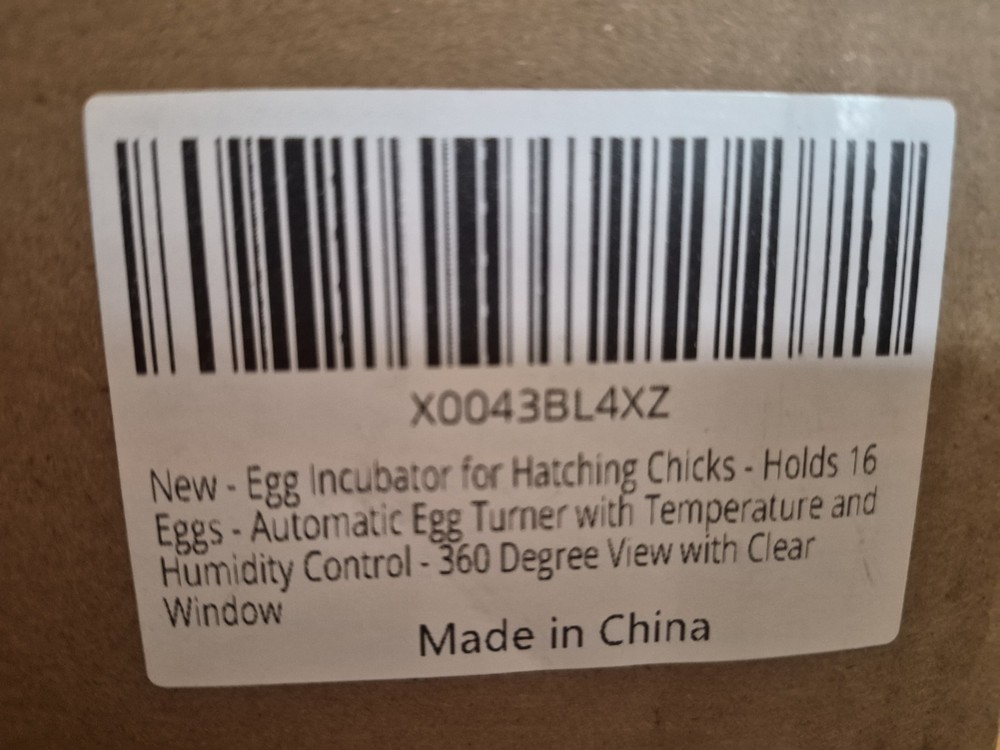 X0043BL4XZ
New - Egg Incubator for Hatching Chicks - Holds 16
Eggs - Automatic Egg Turner with Temperature and
Humidity Control - 360 Degree View with Clear
Window
Made in China